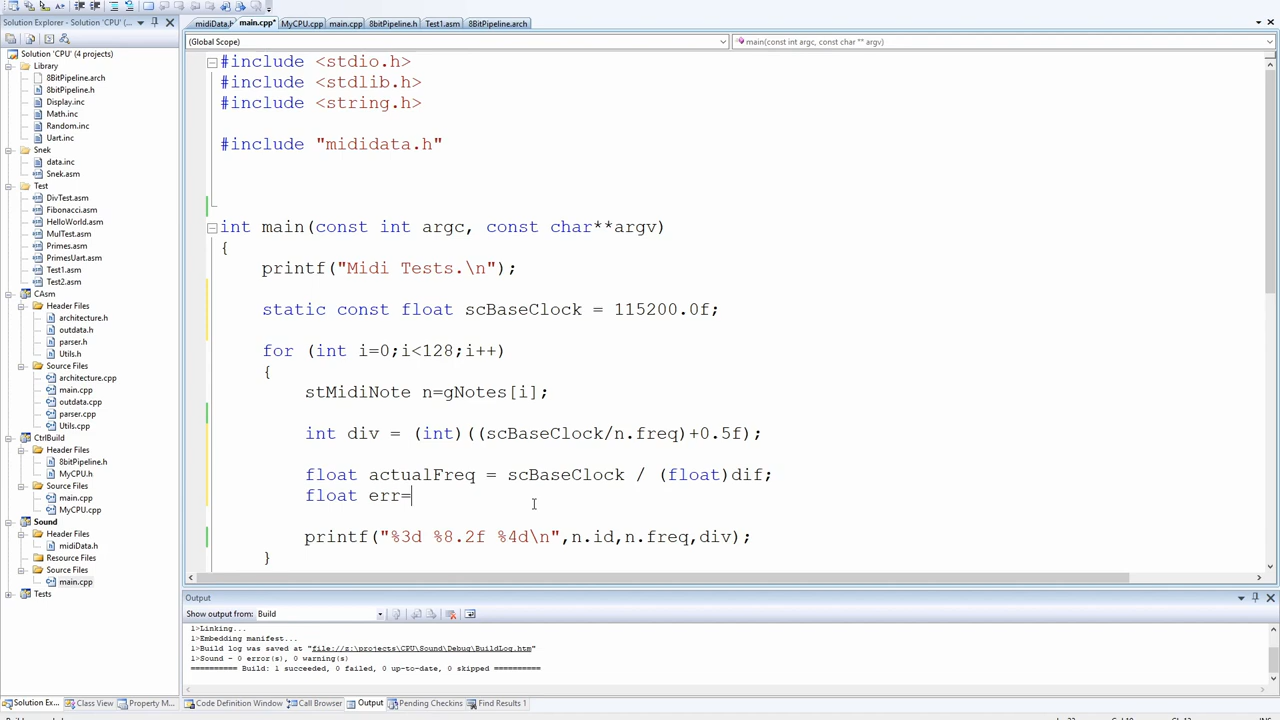 Solution Explorer - Solution 'CPU' (4 projects)
Solution 'CPU' (4 projects)
Library
8BitPipeline.arch
8bitPipeline.h
Display.inc
Math.inc
Random.inc
Uart.inc
Snek
data.inc
Snek.asm
Test
DivTest.asm
Fibonacci.asm
HelloWorld.asm
MulTest.asm
Primes.asm
PrimesUart.asm
Test1.asm
Test2.asm
CAsm
Header Files
architecture.h
outdata.h
parser.h
Utils.h
Source Files
architecture.cpp
main.cpp
outdata.cpp
parser.cpp
Utils.cpp
CtrlBuild
Header Files
8bitPipeline.h
MyCPU.h
Source Files
main.cpp
MyCPU.cpp
Sound
Header Files
midiData.h
Resource Files
Source Files
main.cpp
Tests
Solution Ex... Class View Property M...
midiData.h main.cpp* MyCPU.cpp main.cpp 8bitPipeline.h Test1.asm 8BitPipeline.arch
(Global Scope) main(const int argc, const char ** argv)
#include <stdio.h>
#include <stdlib.h>
#include <string.h>
#include "mididata.h"
int main(const int argc, const char**argv)
{
printf("Midi Tests.\n");
static const float scBaseClock = 115200.0f;
for (int i=0;i<128;i++)
{
stMidiNote n=gNotes[i];
int div = (int)((scBaseClock/n.freq)+0.5f);
float actualFreq = scBaseClock / (float)dif;
float err=
printf("%3d %8.2f %4d\n",n.id,n.freq,div);
}
Output
Show output from: Build
1>Linking...
1>Embedding manifest...
1>Build log was saved at "file://z:\projects\CPU\Sound\Debug\BuildLog.htm"
1>Sound - 0 error(s), 0 warning(s)
========== Build: 1 succeeded, 0 failed, 0 up-to-date, 0 skipped ==========
Code Definition Window Call Browser Output Pending Checkins Find Results 1